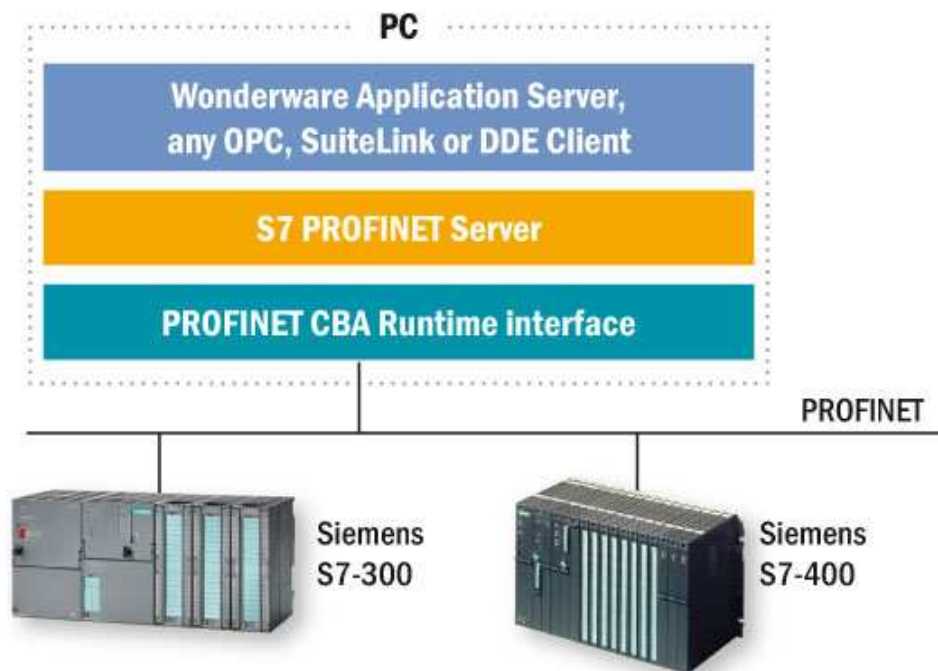 PC
Wonderware Application Server,
any OPC, SuiteLink or DDE Client
S7 PROFINET Server
PROFINET CBA Runtime interface
PROFINET
Siemens
S7-300
Siemens
S7-400